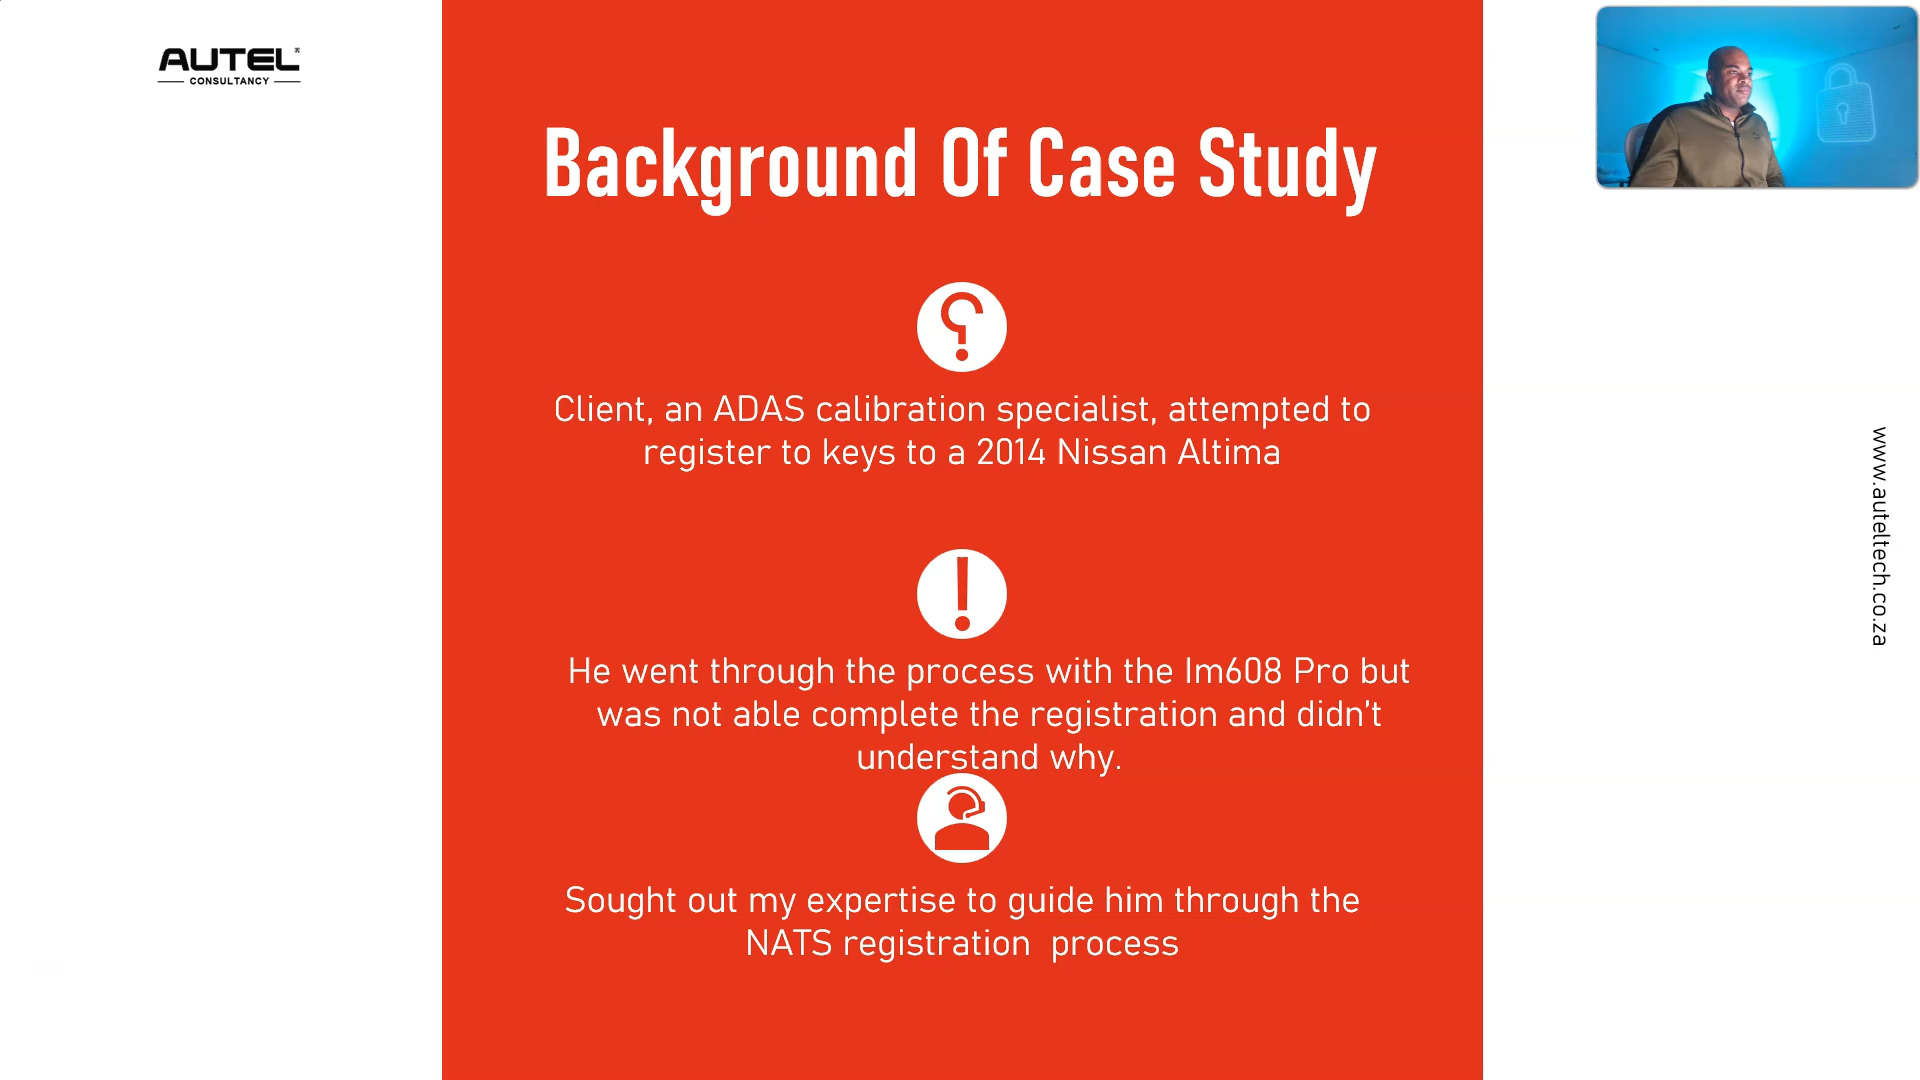 AUTEL®
CONSULTANCY
Background Of Case Study
Client, an ADAS calibration specialist, attempted to
register to keys to a 2014 Nissan Altima
He went through the process with the Im608 Pro but
was not able complete the registration and didn't
understand why.
Sought out my expertise to guide him through the
NATS registration process
www.auteltech.co.za